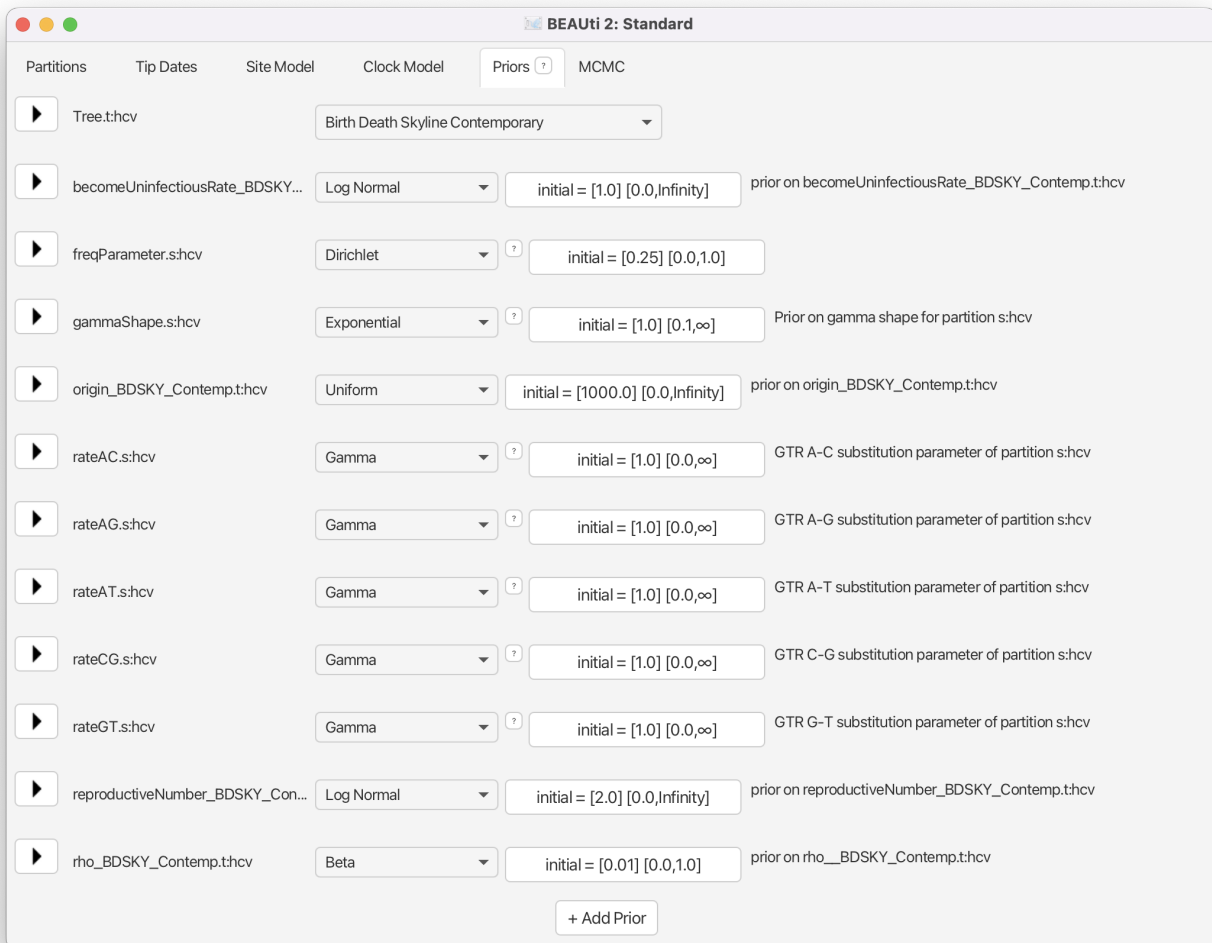 BEAUti 2: Standard
Partitions Tip Dates Site Model Clock Model Priors ? MCMC
Tree.t:hcv Birth Death Skyline Contemporary
becomeUninfectiousRate_BDSKY... Log Normal initial = [1.0] [0.0,Infinity] prior on becomeUninfectiousRate_BDSKY_Contemp.t:hcv
freqParameter.s:hcv Dirichlet ? initial = [0.25] [0.0,1.0]
gammaShape.s:hcv Exponential ? initial = [1.0] [0.1,∞] Prior on gamma shape for partition s:hcv
origin_BDSKY_Contemp.t:hcv Uniform initial = [1000.0] [0.0,Infinity] prior on origin_BDSKY_Contemp.t:hcv
rateAC.s:hcv Gamma ? initial = [1.0] [0.0,∞] GTR A-C substitution parameter of partition s:hcv
rateAG.s:hcv Gamma ? initial = [1.0] [0.0,∞] GTR A-G substitution parameter of partition s:hcv
rateAT.s:hcv Gamma ? initial = [1.0] [0.0,∞] GTR A-T substitution parameter of partition s:hcv
rateCG.s:hcv Gamma ? initial = [1.0] [0.0,∞] GTR C-G substitution parameter of partition s:hcv
rateGT.s:hcv Gamma ? initial = [1.0] [0.0,∞] GTR G-T substitution parameter of partition s:hcv
reproductiveNumber_BDSKY_Con... Log Normal initial = [2.0] [0.0,Infinity] prior on reproductiveNumber_BDSKY_Contemp.t:hcv
rho_BDSKY_Contemp.t:hcv Beta initial = [0.01] [0.0,1.0] prior on rho__BDSKY_Contemp.t:hcv
+ Add Prior